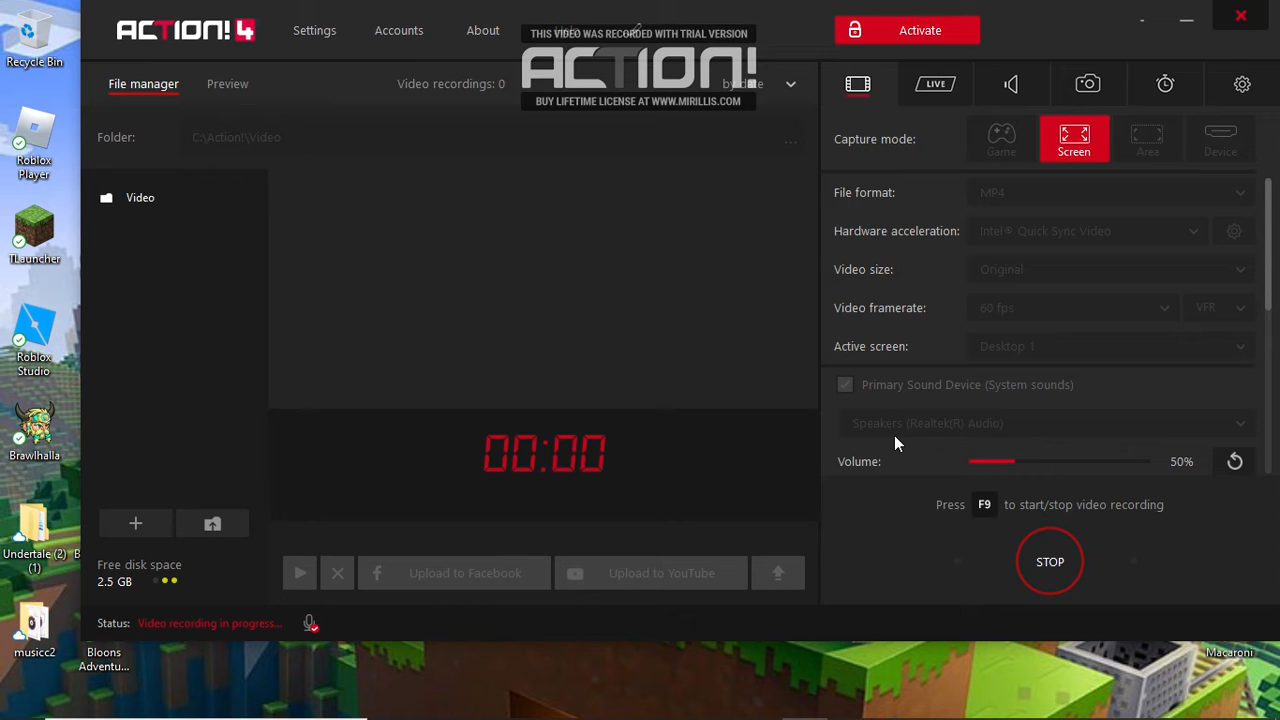 Recycle Bin
Roblox
Player
TLauncher
Roblox
Studio
Brawlhalla
Undertale (2)
(1)
musicc2
Bloons
Adventu...
Macaroni
ACTION! 4
Settings
Accounts
About
THIS VIDEO WAS RECORDED WITH TRIAL VERSION
ACTION!
BUY LIFETIME LICENSE AT WWW.MIRILLIS.COM
Activate
File manager
Preview
Video recordings: 0
by date
Folder:
C:\Action!\Video
...
Video
00:00
Free disk space
2.5 GB
Upload to Facebook
Upload to YouTube
Status:
Video recording in progress...
LIVE
Capture mode:
Game
Screen
Area
Device
File format:
MP4
Hardware acceleration:
Intel® Quick Sync Video
Video size:
Original
Video framerate:
60 fps
VFR
Active screen:
Desktop 1
Primary Sound Device (System sounds)
Speakers (Realtek(R) Audio)
Volume:
50%
Press F9 to start/stop video recording
STOP